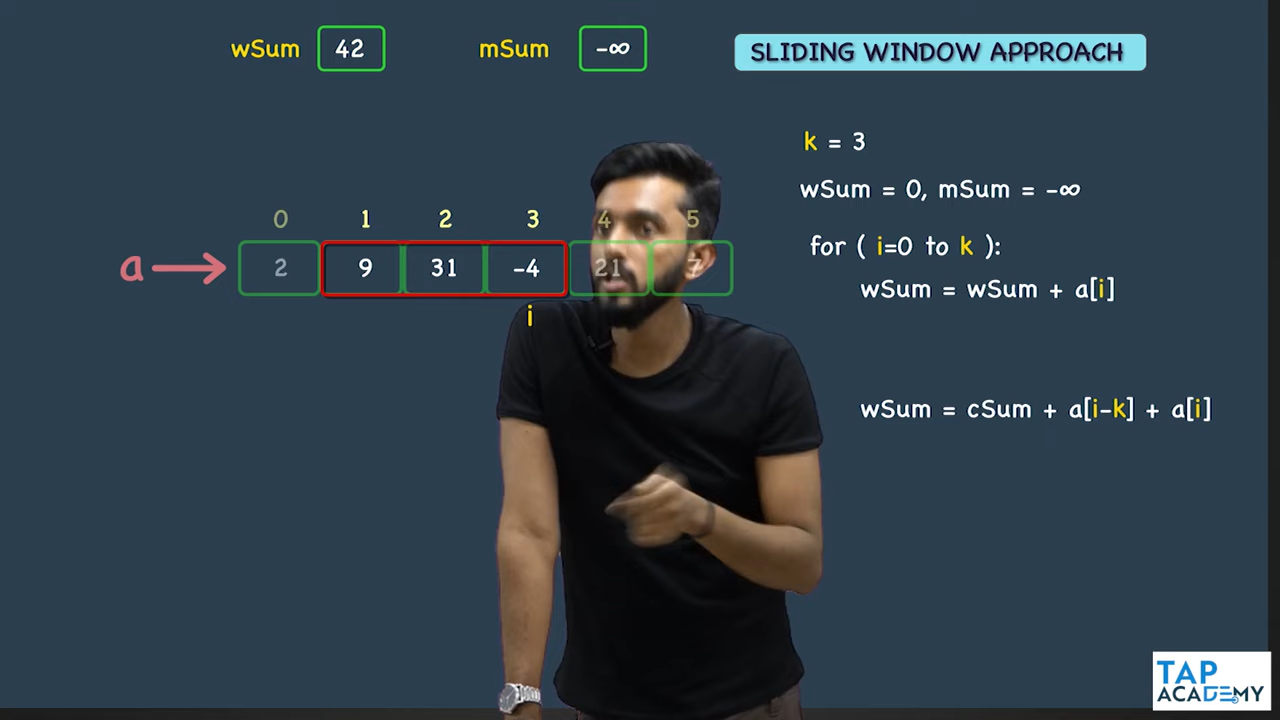 wSum 42 mSum -∞ SLIDING WINDOW APPROACH
k = 3
wSum = 0, mSum = -∞
0 1 2 3 4 5
for ( i=0 to k ):
a 2 9 31 -4 21 7
wSum = wSum + a[i]
i
wSum = cSum + a[i-k] + a[i]
TAP
ACADEMY